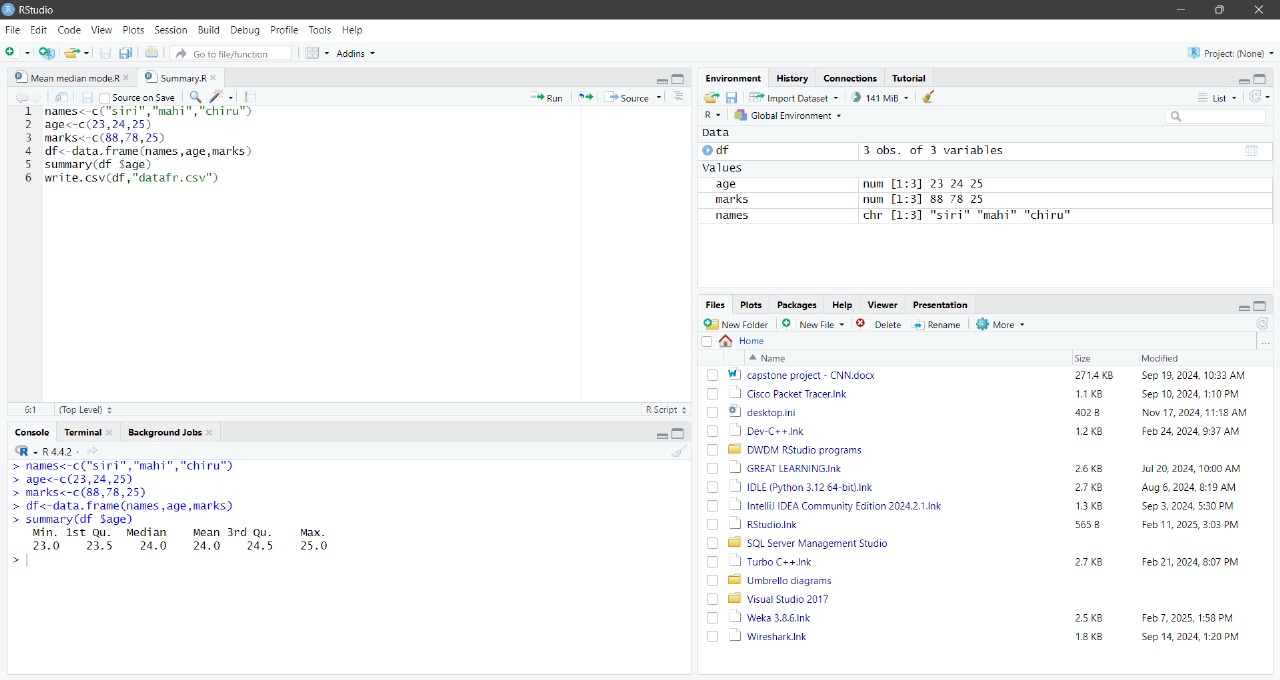 RStudio
File Edit Code View Plots Session Build Debug Profile Tools Help
Go to file/function Addins Project: (None)
Mean median mode.R Summary.R
Source on Save Run Source
1 names<-c("siri","mahi","chiru")
2 age<-c(23,24,25)
3 marks<-c(88,78,25)
4 df<-data.frame(names,age,marks)
5 summary(df $age)
6 write.csv(df,"datafr.csv")
6:1 (Top Level) R Script
Console Terminal Background Jobs
R 4.4.2 ·
> names<-c("siri","mahi","chiru")
> age<-c(23,24,25)
> marks<-c(88,78,25)
> df<-data.frame(names,age,marks)
> summary(df $age)
Min. 1st Qu. Median Mean 3rd Qu. Max.
23.0 23.5 24.0 24.0 24.5 25.0
>
Environment History Connections Tutorial
Import Dataset 141 MiB List
R Global Environment
Data
df 3 obs. of 3 variables
Values
age num [1:3] 23 24 25
marks num [1:3] 88 78 25
names chr [1:3] "siri" "mahi" "chiru"
Files Plots Packages Help Viewer Presentation
New Folder New File Delete Rename More
Home ...
Name Size Modified
capstone project - CNN.docx 271.4 KB Sep 19, 2024, 10:33 AM
Cisco Packet Tracer.lnk 1.1 KB Sep 10, 2024, 1:10 PM
desktop.ini 402 B Nov 17, 2024, 11:18 AM
Dev-C++.lnk 1.2 KB Feb 24, 2024, 9:37 AM
DWDM RStudio programs
GREAT LEARNING.lnk 2.6 KB Jul 20, 2024, 10:00 AM
IDLE (Python 3.12 64-bit).lnk 2.7 KB Aug 6, 2024, 8:19 AM
IntelliJ IDEA Community Edition 2024.2.1.lnk 1.3 KB Sep 3, 2024, 5:30 PM
RStudio.lnk 565 B Feb 11, 2025, 3:03 PM
SQL Server Management Studio
Turbo C++.lnk 2.7 KB Feb 21, 2024, 8:07 PM
Umbrello diagrams
Visual Studio 2017
Weka 3.8.6.lnk 2.5 KB Feb 7, 2025, 1:58 PM
Wireshark.lnk 1.8 KB Sep 14, 2024, 1:20 PM